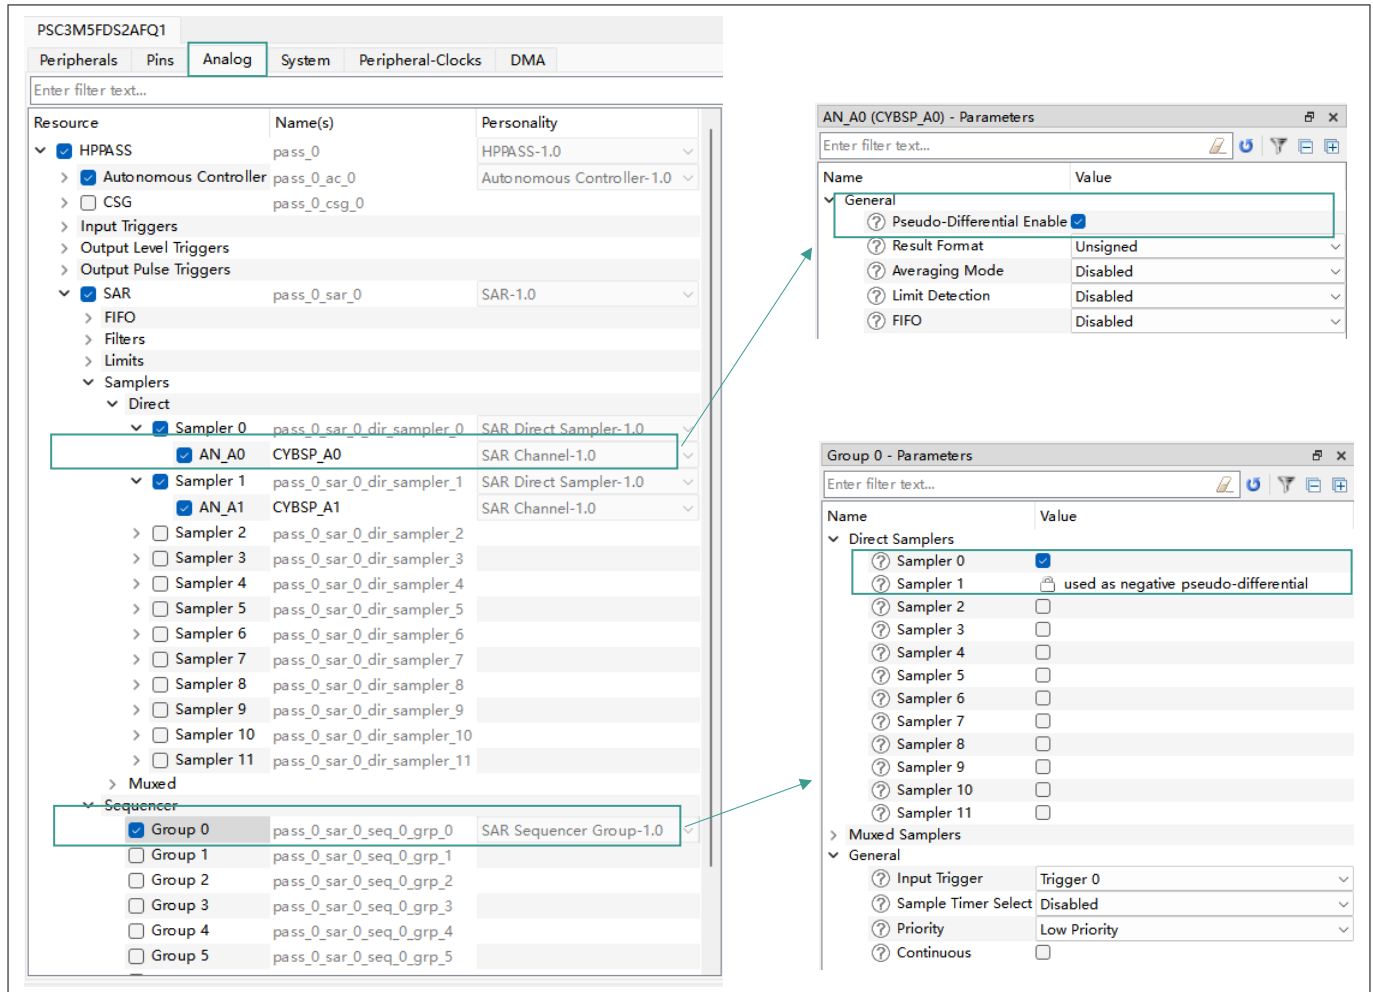 PSC3M5FDS2AFQ1
Peripherals Pins Analog System Peripheral-Clocks DMA
Enter filter text...
Resource Name(s) Personality
HPPASS pass_0 HPPASS-1.0
Autonomous Controller pass_0_ac_0 Autonomous Controller-1.0
CSG pass_0_csg_0
Input Triggers
Output Level Triggers
Output Pulse Triggers
SAR pass_0_sar_0 SAR-1.0
FIFO
Filters
Limits
Samplers
Direct
Sampler 0 pass_0_sar_0_dir_sampler_0 SAR Direct Sampler-1.0
AN_A0 CYBSP_A0 SAR Channel-1.0
Sampler 1 pass_0_sar_0_dir_sampler_1 SAR Direct Sampler-1.0
AN_A1 CYBSP_A1 SAR Channel-1.0
Sampler 2 pass_0_sar_0_dir_sampler_2
Sampler 3 pass_0_sar_0_dir_sampler_3
Sampler 4 pass_0_sar_0_dir_sampler_4
Sampler 5 pass_0_sar_0_dir_sampler_5
Sampler 6 pass_0_sar_0_dir_sampler_6
Sampler 7 pass_0_sar_0_dir_sampler_7
Sampler 8 pass_0_sar_0_dir_sampler_8
Sampler 9 pass_0_sar_0_dir_sampler_9
Sampler 10 pass_0_sar_0_dir_sampler_10
Sampler 11 pass_0_sar_0_dir_sampler_11
Muxed
Sequencer
Group 0 pass_0_sar_0_seq_0_grp_0 SAR Sequencer Group-1.0
Group 1 pass_0_sar_0_seq_0_grp_1
Group 2 pass_0_sar_0_seq_0_grp_2
Group 3 pass_0_sar_0_seq_0_grp_3
Group 4 pass_0_sar_0_seq_0_grp_4
Group 5 pass_0_sar_0_seq_0_grp_5
AN_A0 (CYBSP_A0) - Parameters
Enter filter text...
Name Value
General
Pseudo-Differential Enable
Result Format Unsigned
Averaging Mode Disabled
Limit Detection Disabled
FIFO Disabled
Group 0 - Parameters
Enter filter text...
Name Value
Direct Samplers
Sampler 0
Sampler 1 used as negative pseudo-differential
Sampler 2
Sampler 3
Sampler 4
Sampler 5
Sampler 6
Sampler 7
Sampler 8
Sampler 9
Sampler 10
Sampler 11
Muxed Samplers
General
Input Trigger Trigger 0
Sample Timer Select Disabled
Priority Low Priority
Continuous